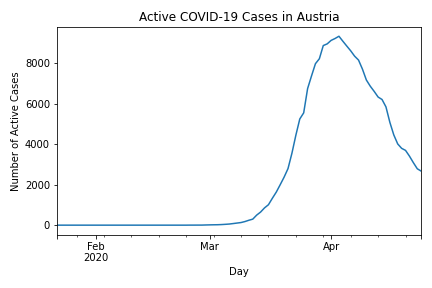 Active COVID-19 Cases in Austria
Number of Active Cases
8000
6000
4000
2000
0
Feb
2020
Mar
Apr
Day